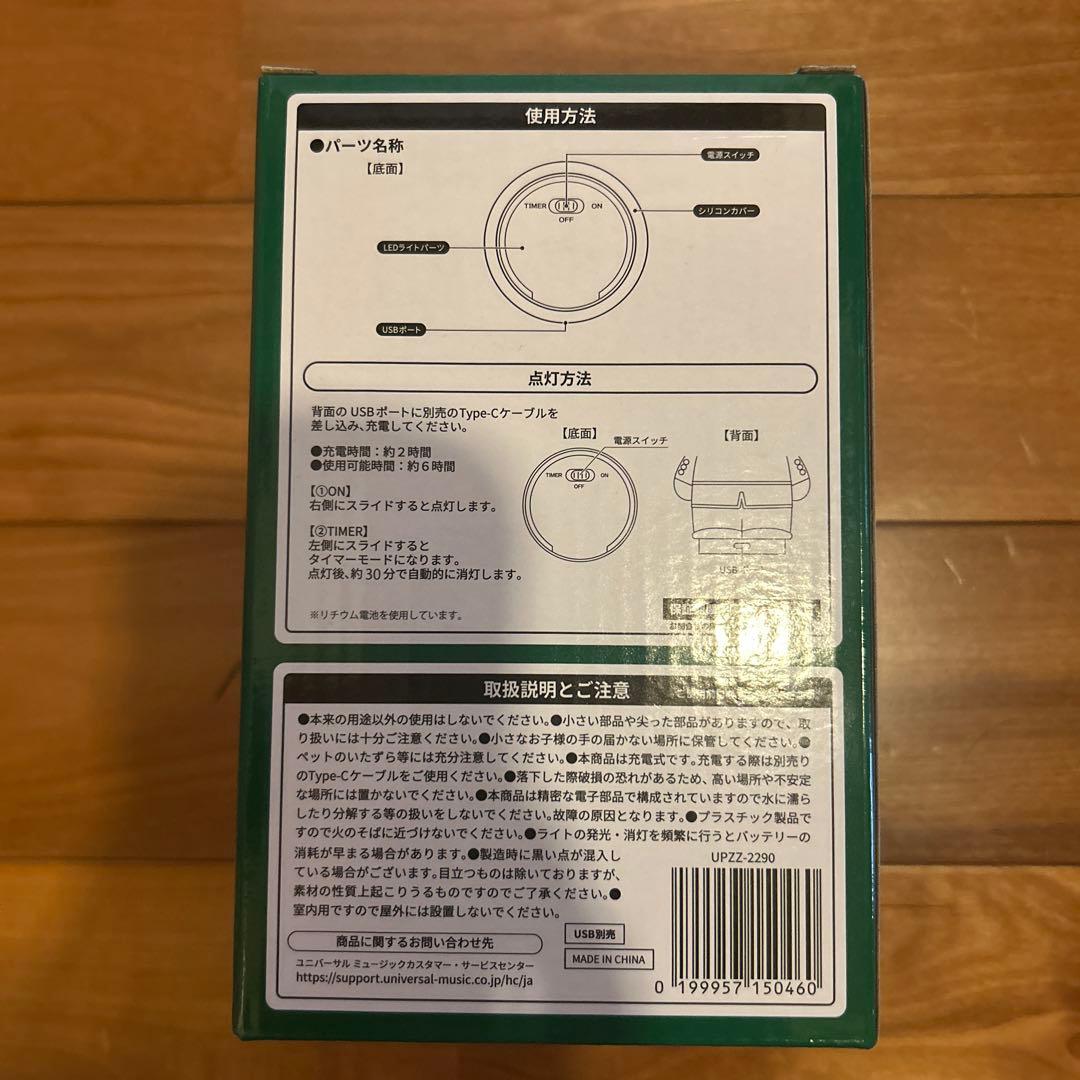 使用方法
●パーツ名称
【底面】
電源スイッチ
TIMER
ON
OFF
シリコンカバー
LEDライトパーツ
USBポート
点灯方法
背面の USBポートに別売のType-Cケーブルを
差し込み、充電してください。
●充電時間：約2時間
●使用可能時間：約6時間
【①ON】
右側にスライドすると点灯します。
【②TIMER】
左側にスライドすると
タイマーモードになります。
点灯後、約30分で自動的に消灯します。
※リチウム電池を使用しています。
【底面】
電源スイッチ
TIMER
ON
OFF
【背面】
USB
保証
取扱説明とご注意
●本来の用途以外の使用はしないでください。●小さい部品や尖った部品がありますので、取
り扱いには十分ご注意ください。●小さなお子様の手の届かない場所に保管してください。●
ペットのいたずら等には充分注意してください。●本商品は充電式です。充電する際は別売り
のType-Cケーブルをご使用ください。●落下した際破損の恐れがあるため、高い場所や不安定
な場所には置かないでください。●本商品は精密な電子部品で構成されていますので水に濡ら
したり分解する等の扱いをしないでください。故障の原因となります。●プラスチック製品で
すので火のそばに近づけないでください。●ライトの発光・消灯を頻繁に行うとバッテリーの
消耗が早まる場合があります。●製造時に黒い点が混入し
ている場合がございます。目立つものは除いておりますが、
素材の性質上起こりうるものですのでご了承ください。●
室内用ですので屋外には設置しないでください。
UPZZ-2290
商品に関するお問い合わせ先
ユニバーサル ミュージックカスタマー・サービスセンター
https://support.universal-music.co.jp/hc/ja
USB別売
MADE IN CHINA
0 199957 150460